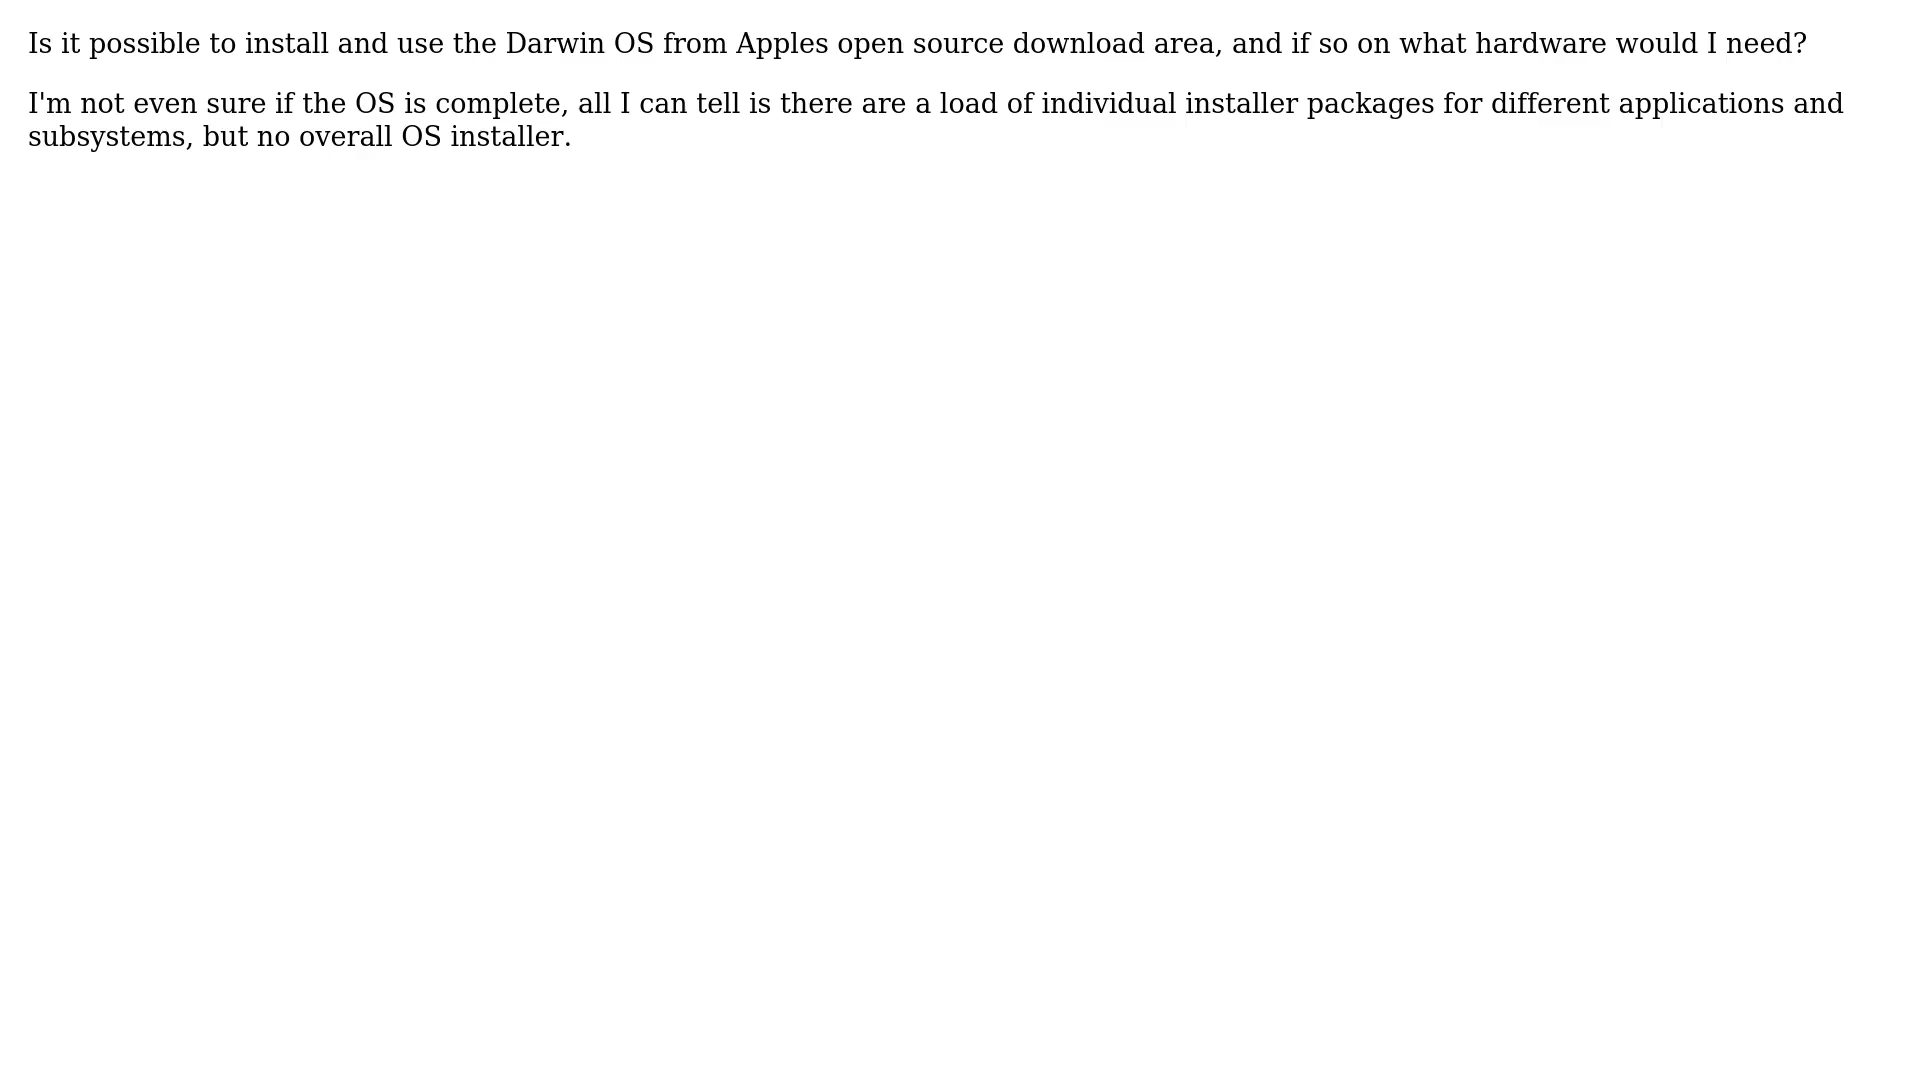 Is it possible to install and use the Darwin OS from Apples open source download area, and if so on what hardware would I need?
I'm not even sure if the OS is complete, all I can tell is there are a load of individual installer packages for different applications and
subsystems, but no overall OS installer.